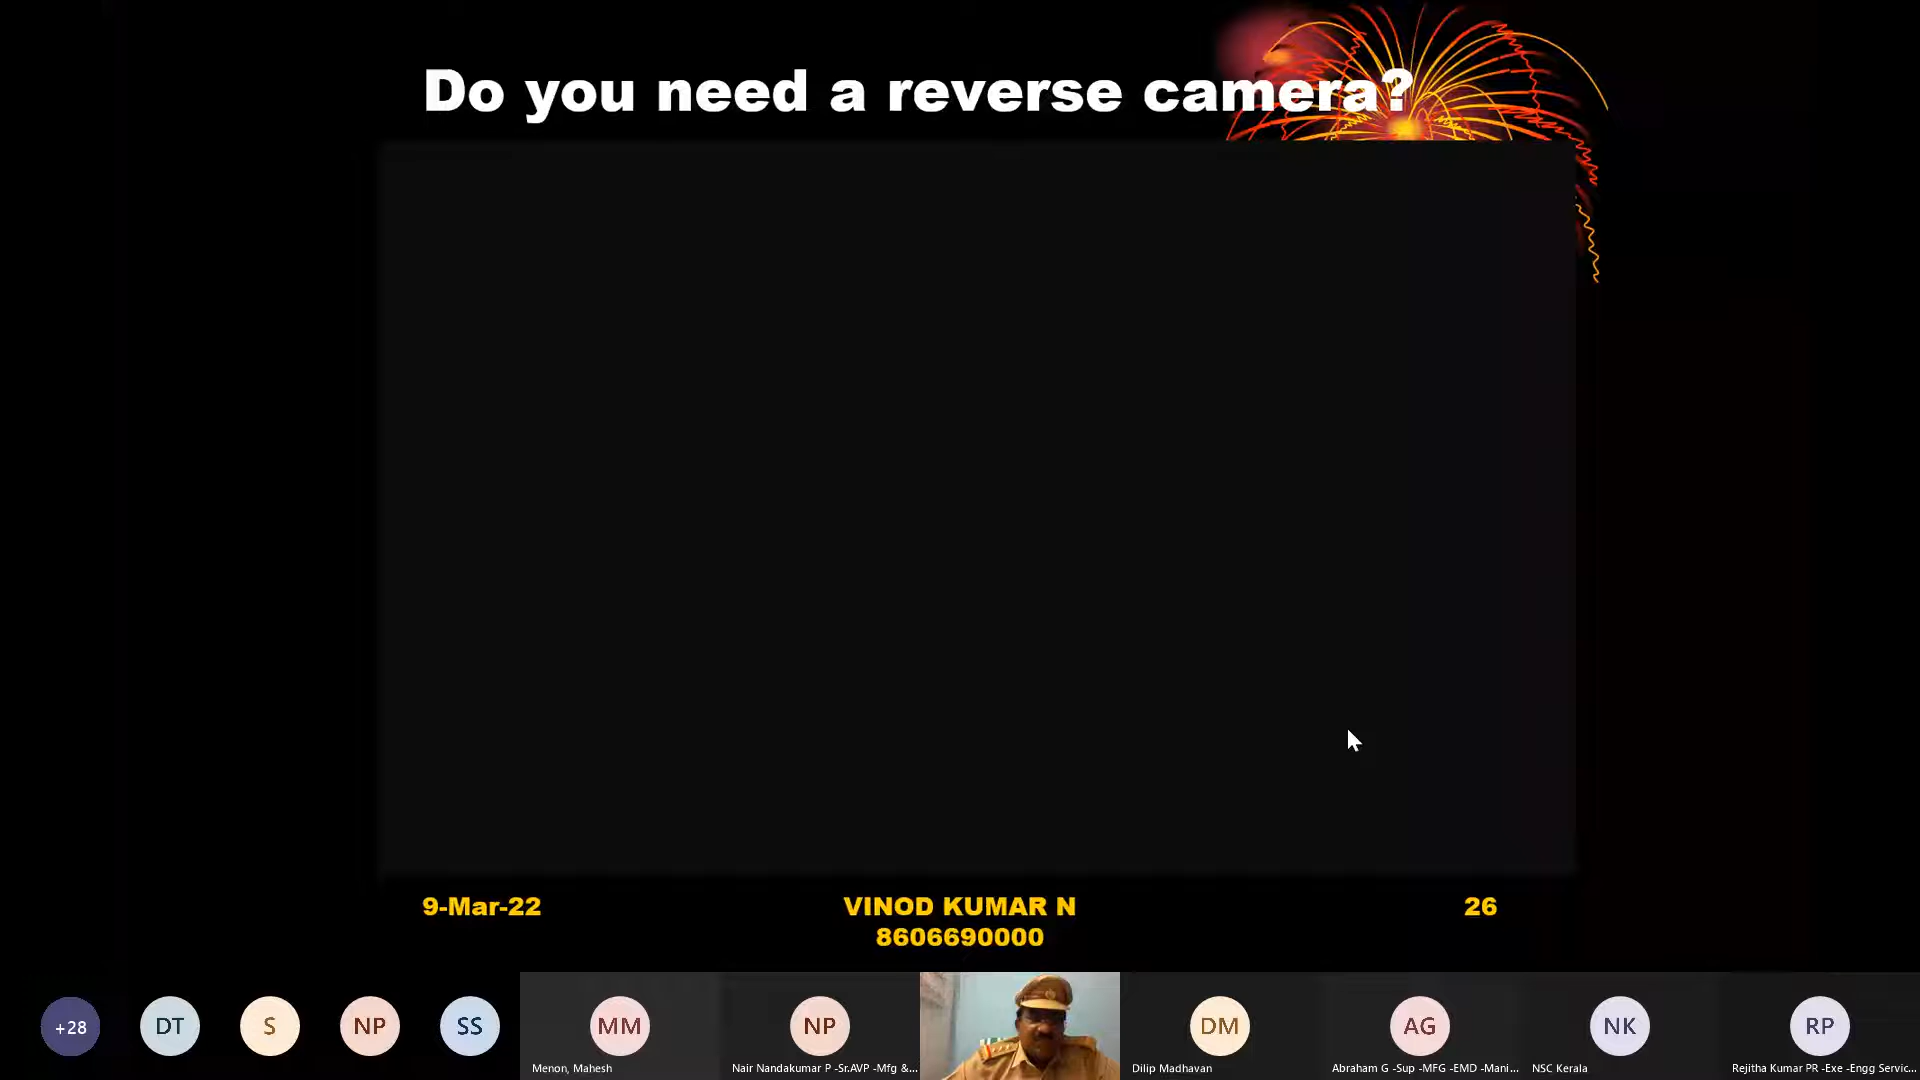 Do you need a reverse camera?
9-Mar-22
VINOD KUMAR N
8606690000
26
+28
DT
S
NP
SS
MM
NP
DM
AG
NK
RP
Menon, Mahesh
Nair Nandakumar P -Sr.AVP -Mfg &...
Dilip Madhavan
Abraham G -Sup -MFG -EMD -Mani...
NSC Kerala
Rejitha Kumar PR -Exe -Engg Servic...